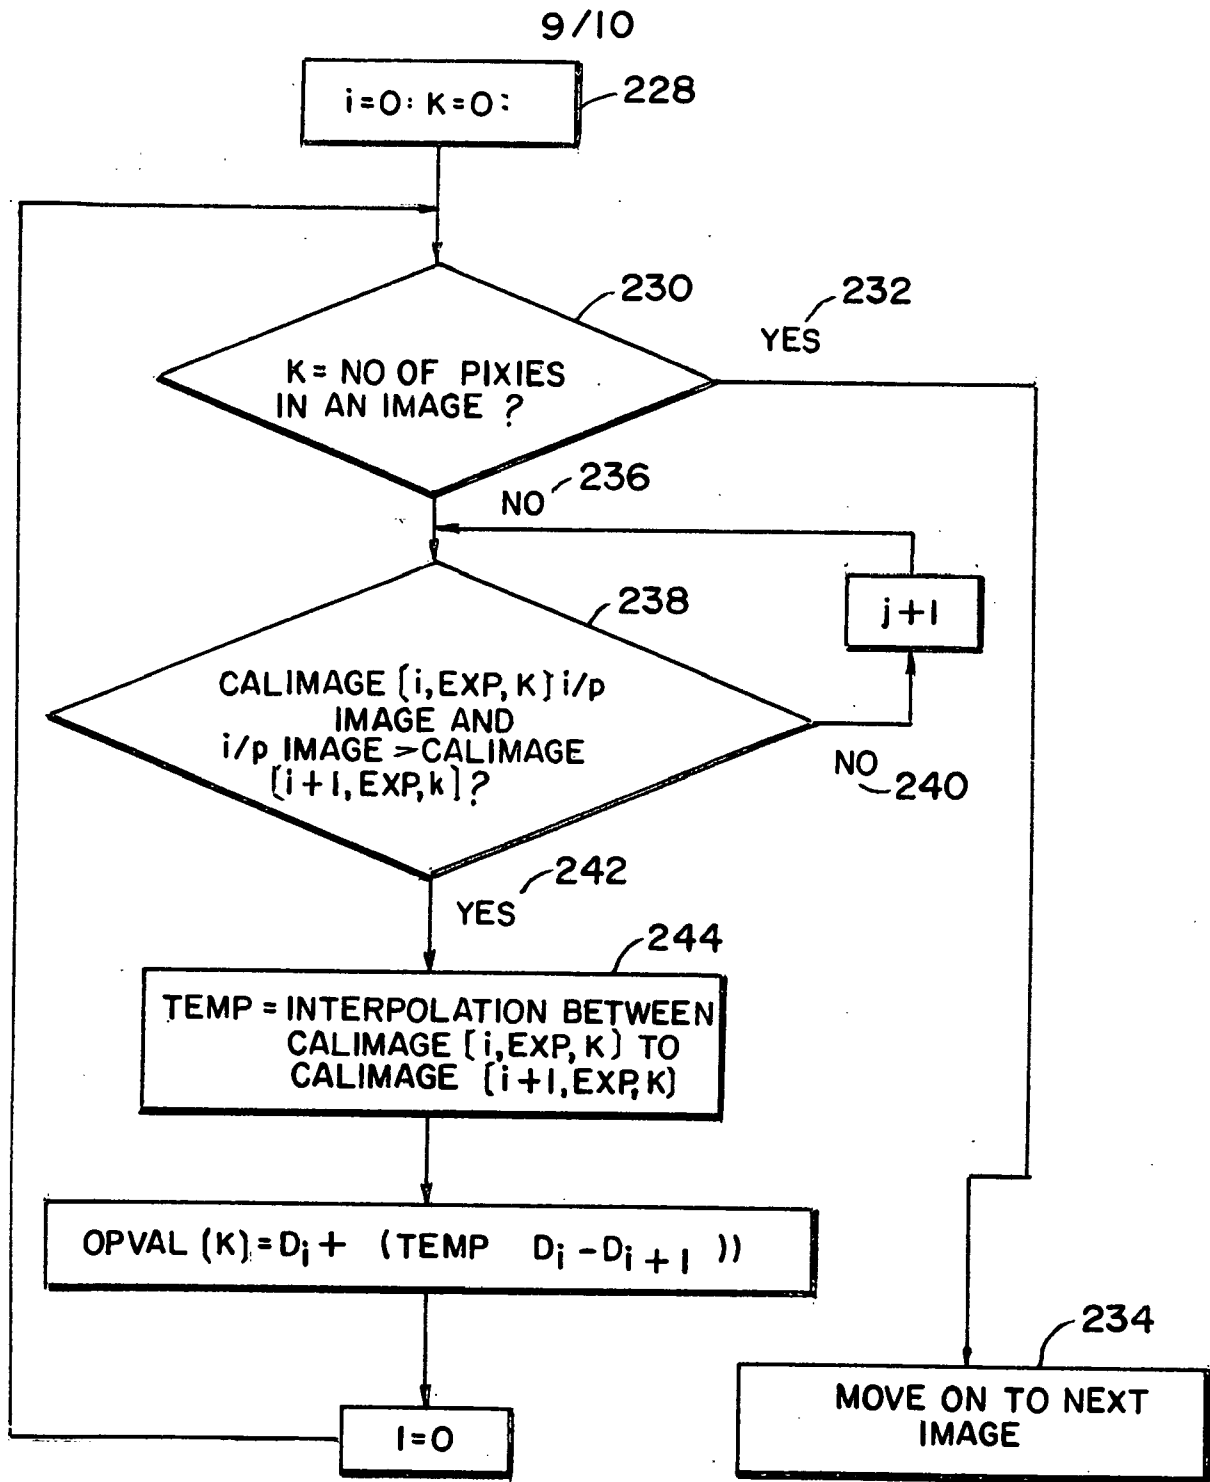 9/10
i=0: K=0:
228
230
232
YES
K= NO OF PIXIES
IN AN IMAGE ?
236
NO
j+1
238
CALIMAGE [i,EXP, K] i/p
IMAGE AND
i/p IMAGE >CALIMAGE
[i+1, EXP, k]?
NO
240
242
YES
244
TEMP = INTERPOLATION BETWEEN
CALIMAGE [i, EXP, K) TO
CALIMAGE [i+1, EXP, K)
OPVAL (K) = Di + (TEMP Di -Di+1 ))
234
MOVE ON TO NEXT
IMAGE
I=0